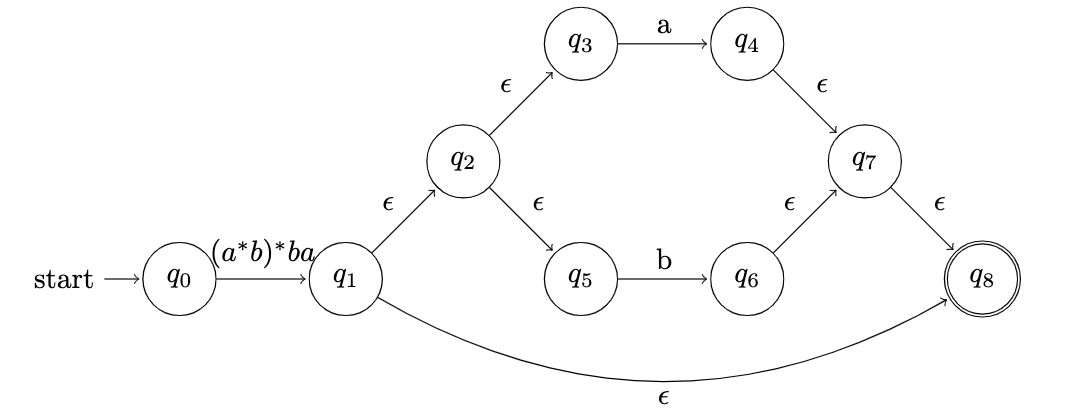 q₃ a q₄
ϵ ϵ
q₂ q₇
ϵ ϵ ϵ ϵ
start q₀ (a*b)*ba q₁ q₅ b q₆ q₈
ϵ